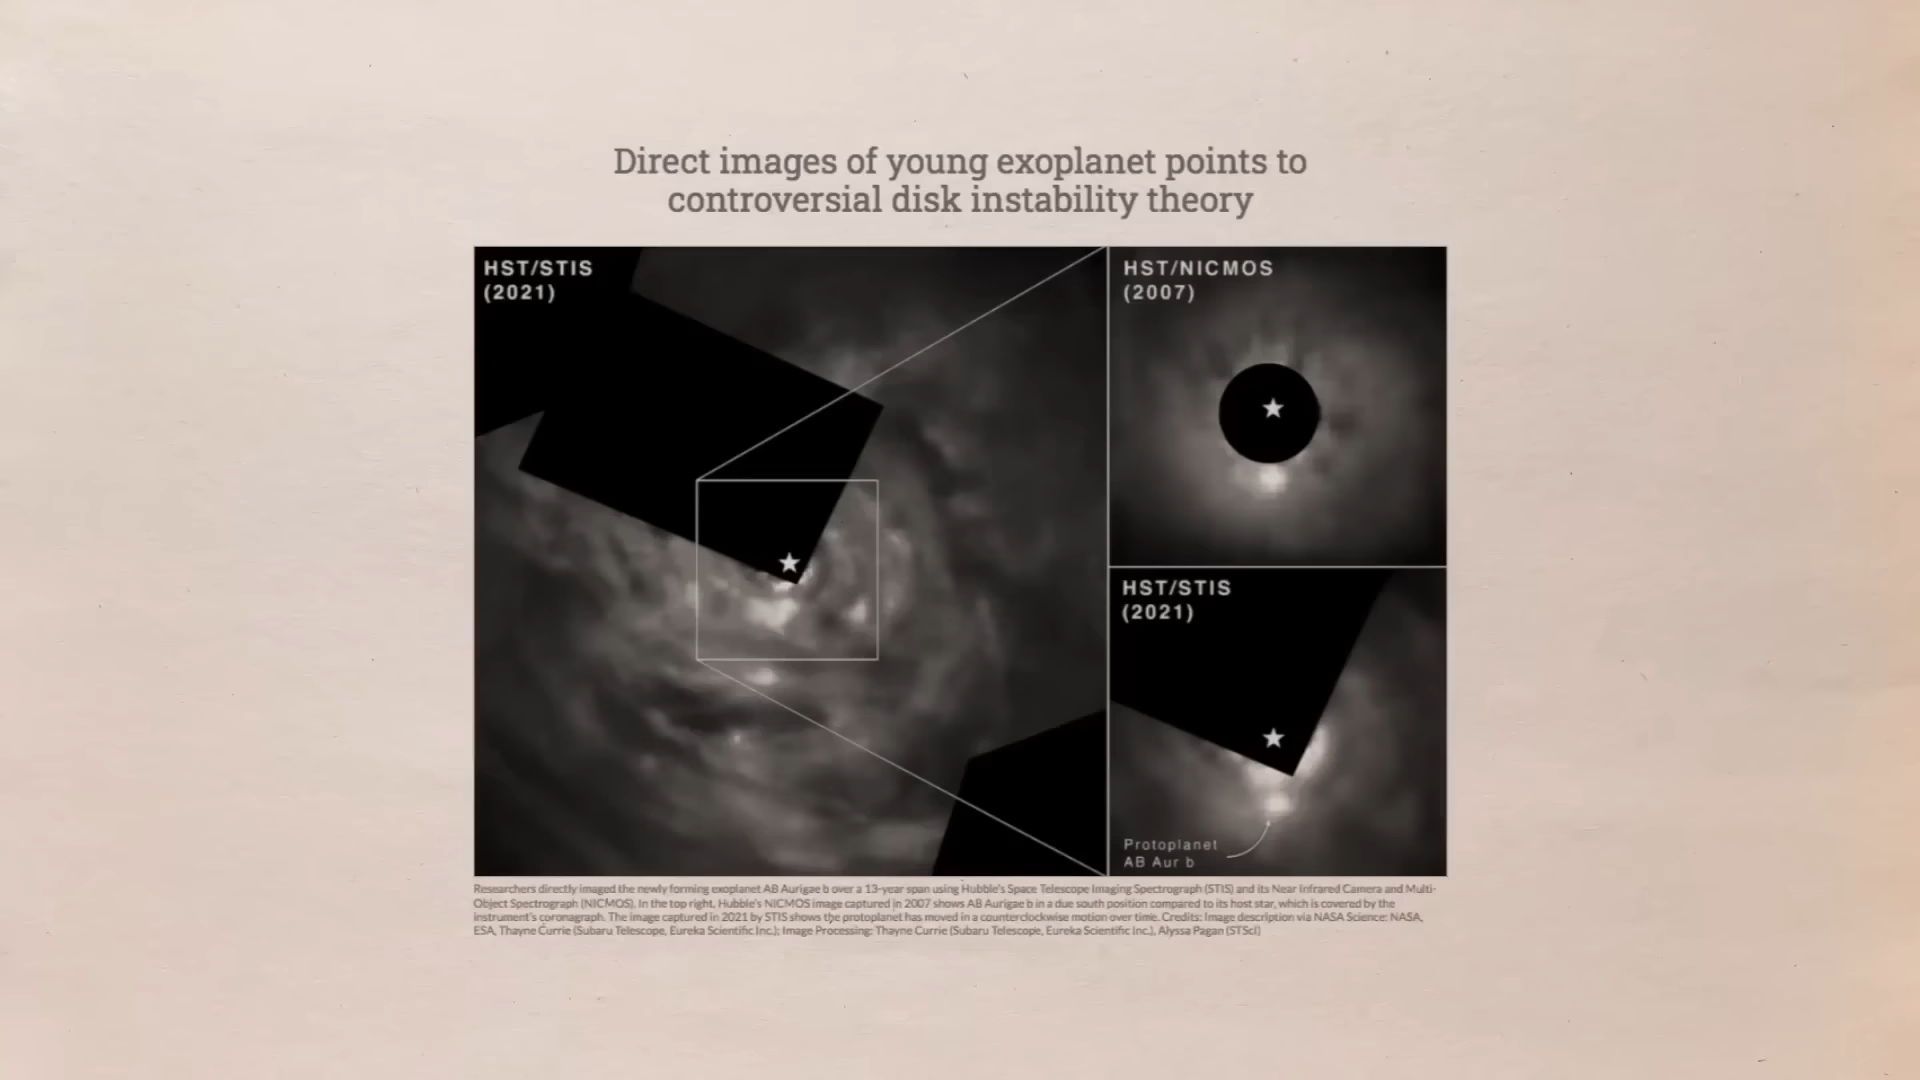 Direct images of young exoplanet points to
controversial disk instability theory
HST/STIS
(2021)
HST/NICMOS
(2007)
HST/STIS
(2021)
Protoplanet
AB Aur b
Researchers directly imaged the newly forming exoplanet AB Aurigae b over a 13-year span using Hubble's Space Telescope Imaging Spectrograph (STIS) and its Near Infrared Camera and Multi-
Object Spectrograph (NICMOS). In the top right, Hubble's NICMOS image captured in 2007 shows AB Aurigae b in a due south position compared to its host star, which is covered by the
instrument's coronagraph. The image captured in 2021 by STIS shows the protoplanet has moved in a counterclockwise motion over time. Credits: Image description via NASA Science: NASA,
ESA, Thayne Currie (Subaru Telescope, Eureka Scientific Inc.); Image Processing: Thayne Currie (Subaru Telescope, Eureka Scientific Inc.), Alyssa Pagan (STScI)